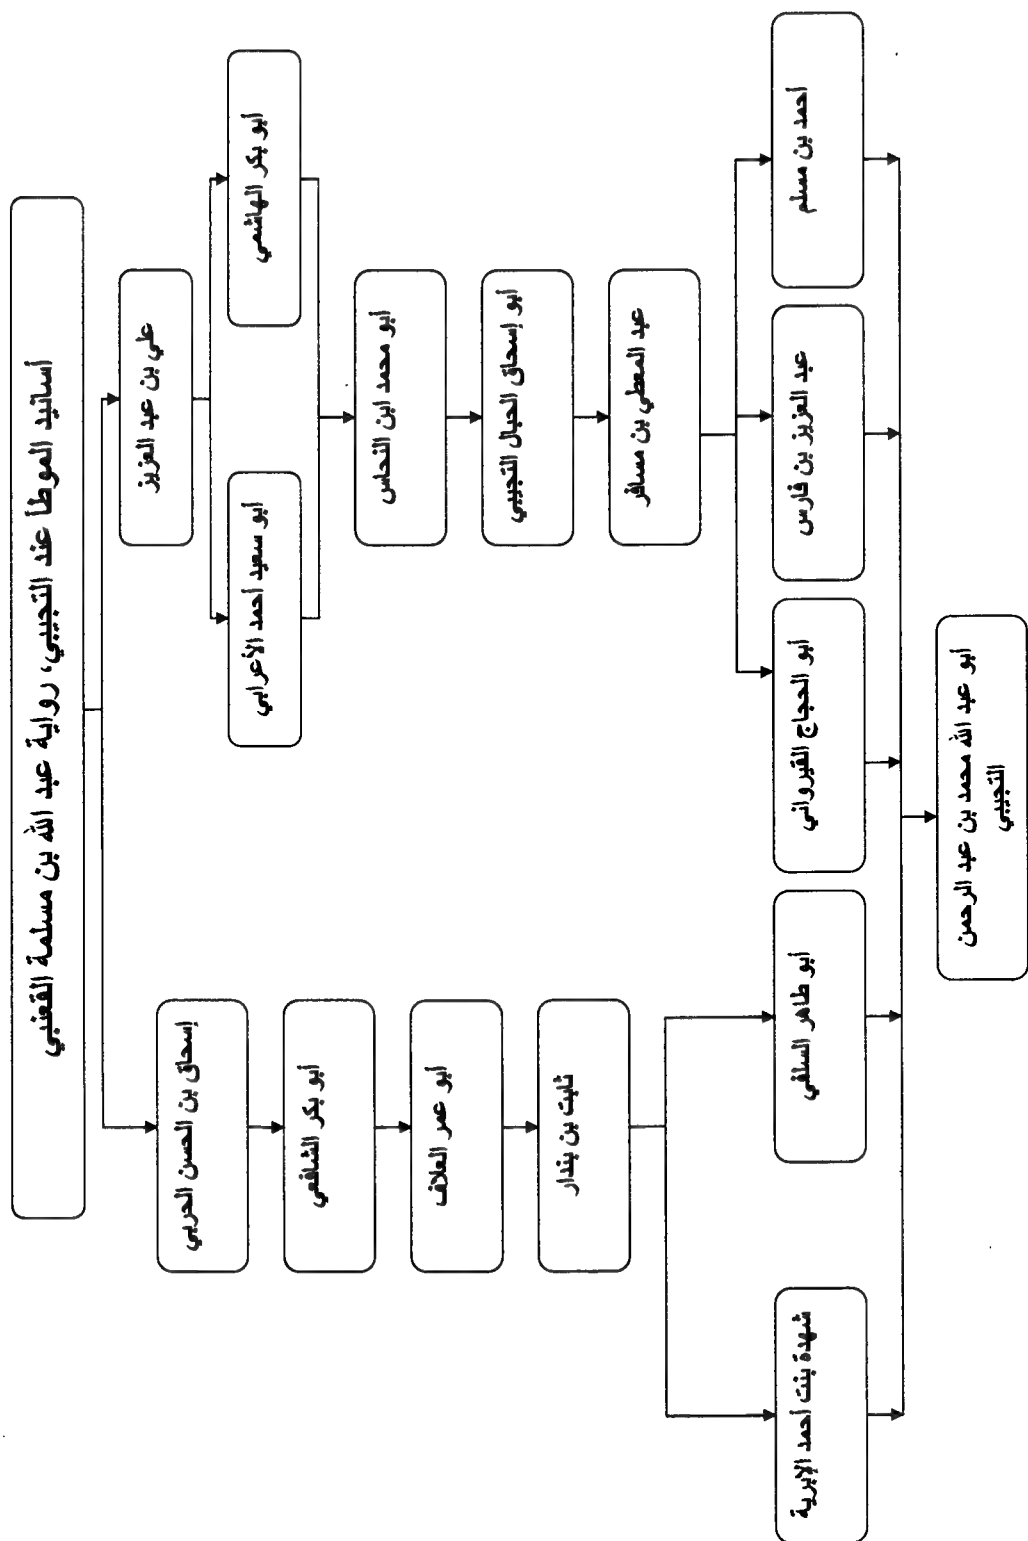 أسانيد الموطأ عند التجيبي، رواية عبد الله بن مسلمة القعنبي
علي بن عبد العزيز
أبو بكر الهاشمي
أبو سعيد أحمد الأعرابي
أبو محمد ابن النحاس
أبو إسحاق الحبال التجيبي
عبد المعطي بن مسافر
أحمد بن مسلم
عبد العزيز بن فارس
أبو الحجاج القيرواني
إسحاق بن الحسن الحربي
أبو بكر الشافعي
أبو عمر العلاف
ثابت بن بندار
أبو طاهر السلفي
شهدة بنت أحمد الإبرية
أبو عبد الله محمد بن عبد الرحمن
التجيبي